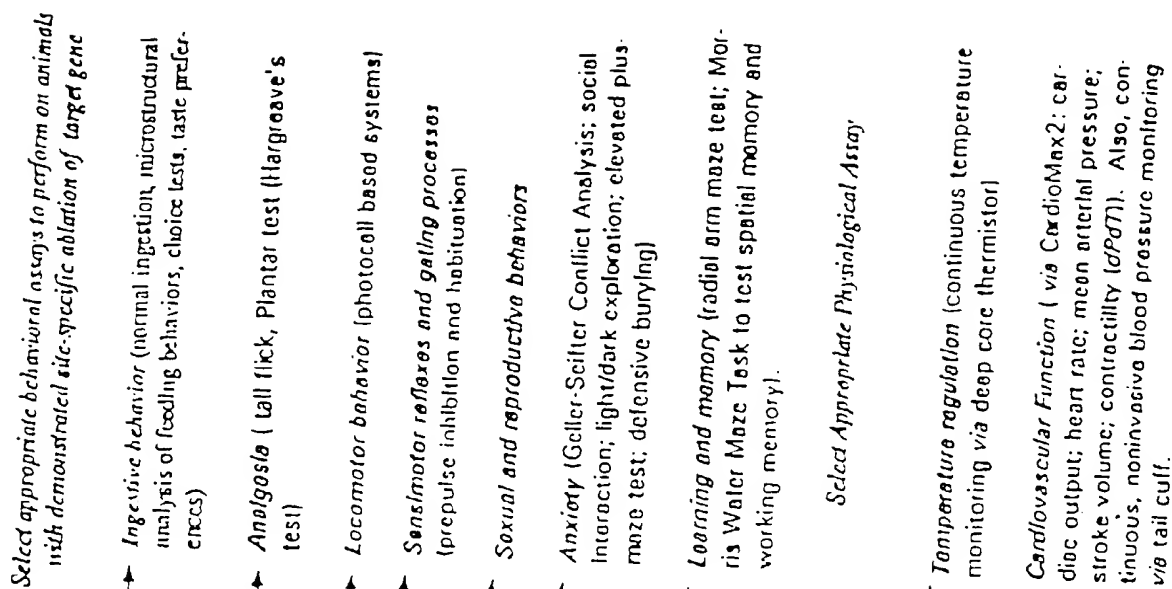 Select appropriate behavioral assays to perform on animals
with demonstrated site-specific ablation of target gene
Ingestive behavior (normal ingestion, microstructural
analysis of feeding behaviors, choice tests, taste prefer-
ences)
Analgesia (tail flick, Plantar test (Hargreave's
test)
Locomotor behavior (photocell based systems)
Sensimotor reflexes and gating processes
(prepulse inhibition and habituation)
Sexual and reproductive behaviors
Anxiety (Geller-Seifter Conflict Analysis; social
interaction; light/dark exploration; elevated plus-
maze test; defensive burying)
Learning and memory (radial arm maze test; Mor-
ris Water Maze Task to test spatial memory and
working memory).
Select Appropriate Physiological Assay
Temperature regulation (continuous temperature
monitoring via deep core thermistor)
Cardiovascular Function ( via CardioMax2: car-
diac output; heart rate; mean arterial pressure;
stroke volume; contractility (dPdT)). Also, con-
tinuous, noninvasive blood pressure monitoring
via tail cuff.